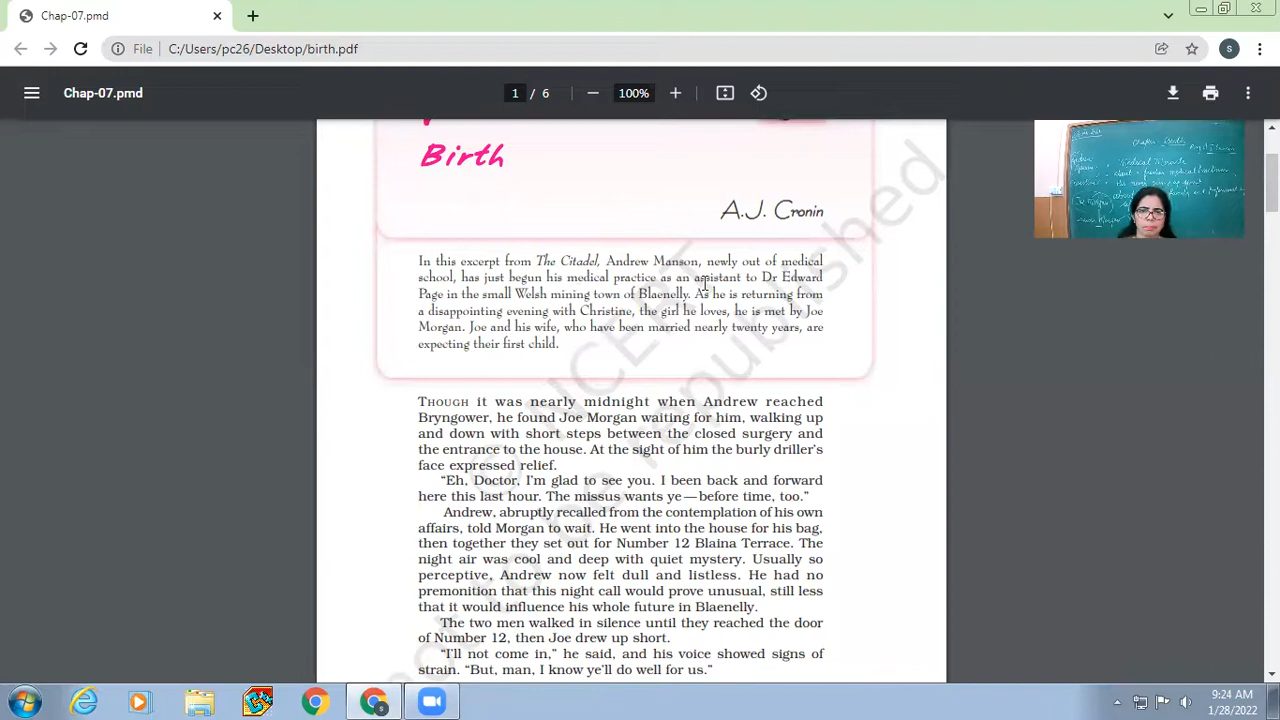 Chap-07.pmd
File C:/Users/pc26/Desktop/birth.pdf
Chap-07.pmd
1 / 6
100%
s
Birth
A.J. Cronin
In this excerpt from The Citadel, Andrew Manson, newly out of medical
school, has just begun his medical practice as an assistant to Dr Edward
Page in the small Welsh mining town of Blaenelly. As he is returning from
a disappointing evening with Christine, the girl he loves, he is met by Joe
Morgan. Joe and his wife, who have been married nearly twenty years, are
expecting their first child.
THOUGH it was nearly midnight when Andrew reached
Bryngower, he found Joe Morgan waiting for him, walking up
and down with short steps between the closed surgery and
the entrance to the house. At the sight of him the burly driller's
face expressed relief.
“Eh, Doctor, I'm glad to see you. I been back and forward
here this last hour. The missus wants ye—before time, too.”
Andrew, abruptly recalled from the contemplation of his own
affairs, told Morgan to wait. He went into the house for his bag,
then together they set out for Number 12 Blaina Terrace. The
night air was cool and deep with quiet mystery. Usually so
perceptive, Andrew now felt dull and listless. He had no
premonition that this night call would prove unusual, still less
that it would influence his whole future in Blaenelly.
The two men walked in silence until they reached the door
of Number 12, then Joe drew up short.
“I'll not come in,” he said, and his voice showed signs of
strain. “But, man, I know ye'll do well for us.”
© NCERT
not to be republished
s
9:24 AM
1/28/2022